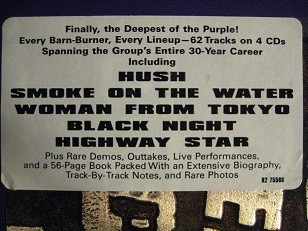 Finally, the Deepest of the Purple!
Every Barn-Burner, Every Lineup—62 Tracks on 4 CDs
Spanning the Group's Entire 30-Year Career
Including
HUSH
SMOKE ON THE WATER
WOMAN FROM TOKYO
BLACK NIGHT
HIGHWAY STAR
Plus Rare Demos, Outtakes, Live Performances,
and a 56-Page Book Packed With an Extensive Biography,
Track-By-Track Notes, and Rare Photos
R2 75566